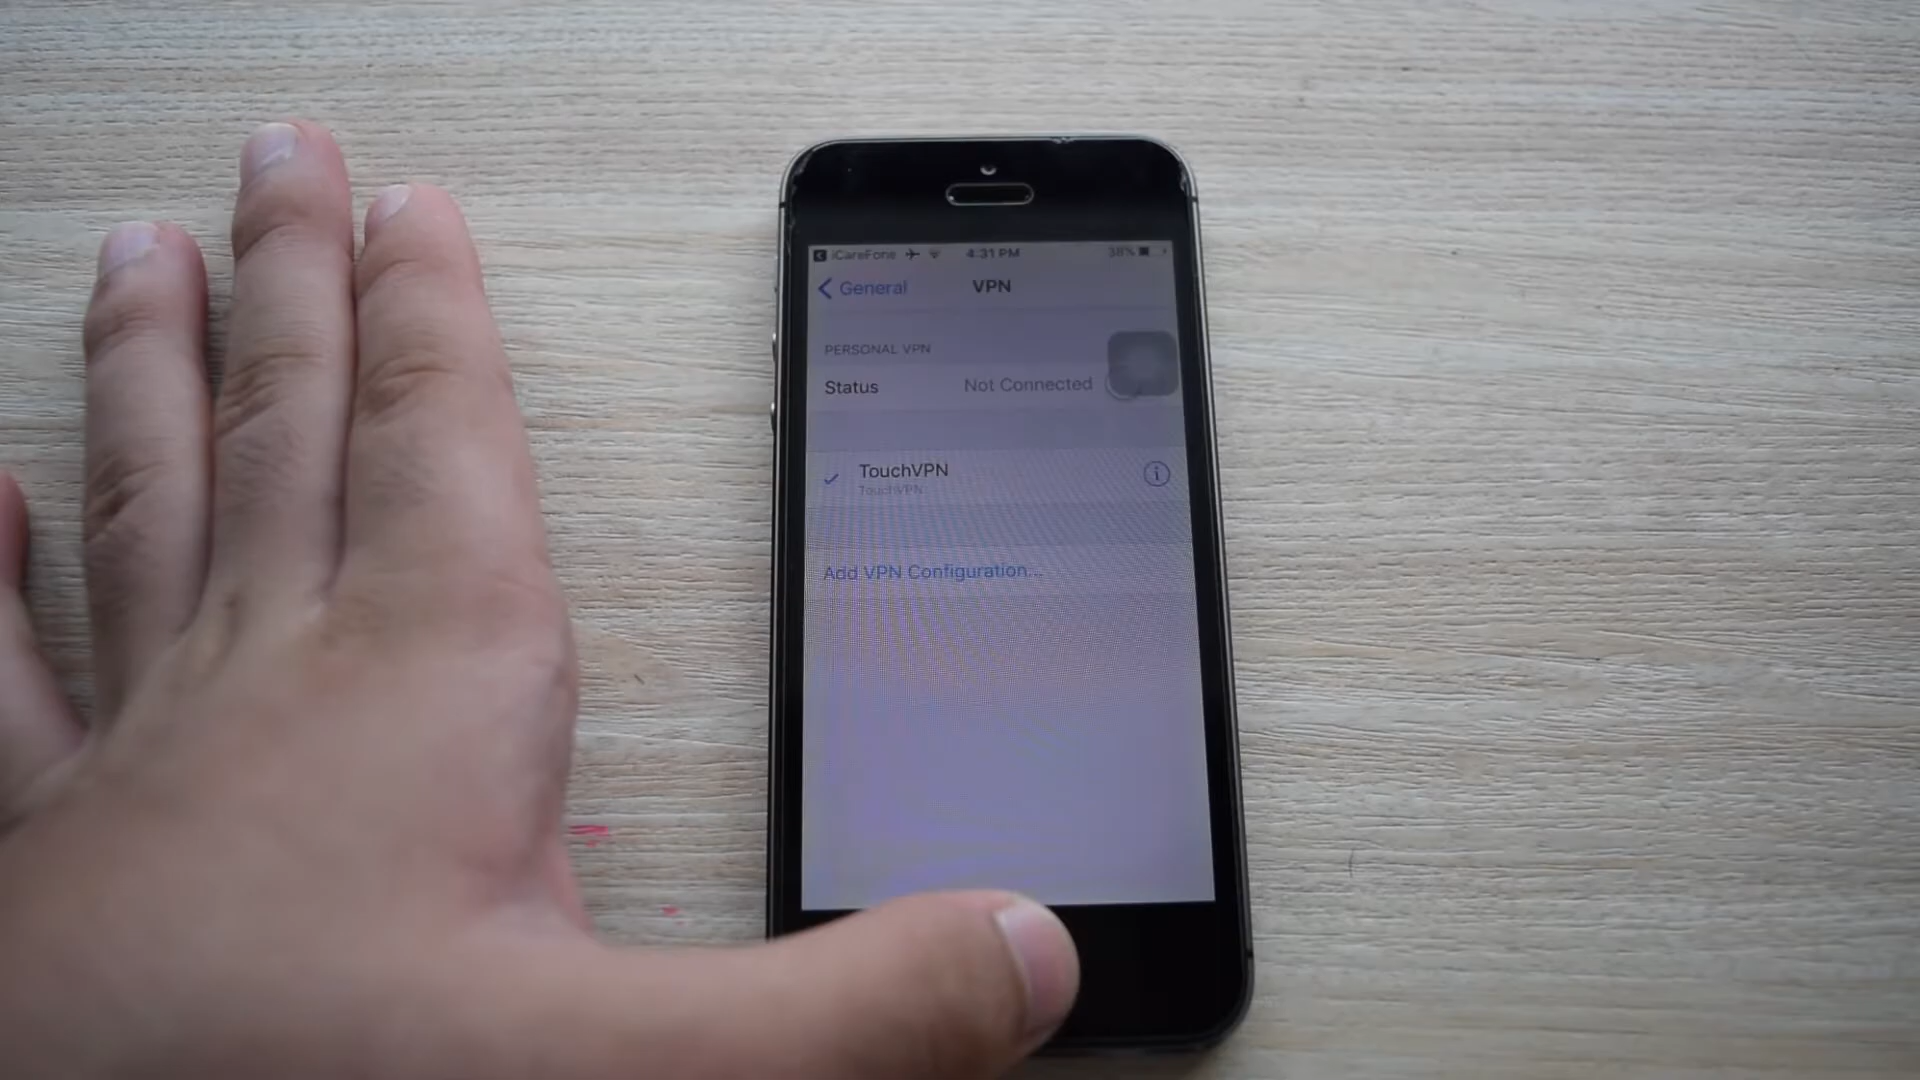 iCareFone 4:31 PM 38%
General VPN
PERSONAL VPN
Status Not Connected
TouchVPN
TouchVPN
Add VPN Configuration...